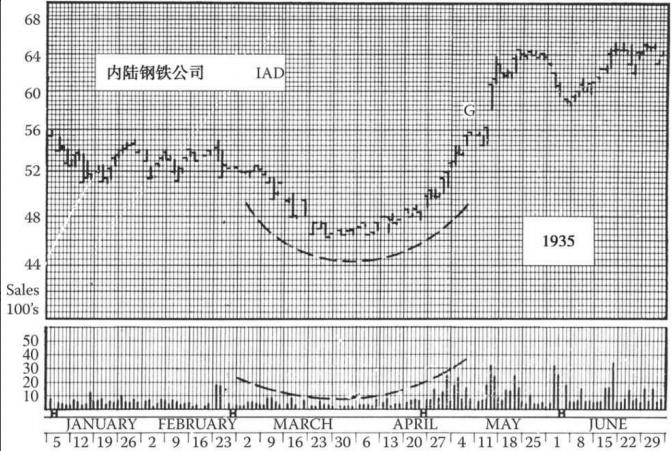 68
64
内陆钢铁公司 IAD
60
G
56
52
48
1935
44
Sales
100's
50
40
30
20
10
JANUARY FEBRUARY MARCH APRIL MAY JUNE
5 12 19 26 2 9 16 23 2 9 16 23 30 6 13 20 27 4 11 18 25 1 8 15 22 29